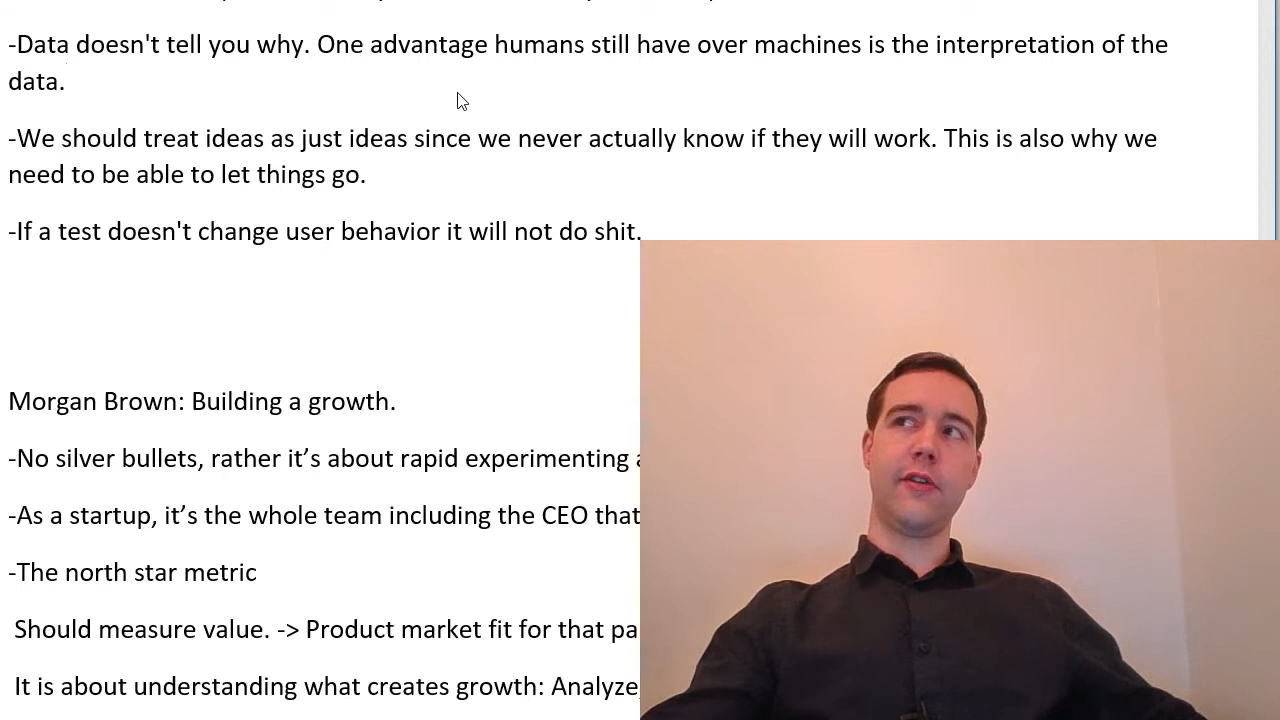 -Data doesn't tell you why. One advantage humans still have over machines is the interpretation of the
data.
-We should treat ideas as just ideas since we never actually know if they will work. This is also why we
need to be able to let things go.
-If a test doesn't change user behavior it will not do shit.
Morgan Brown: Building a growth.
-No silver bullets, rather it’s about rapid experimenting
-As a startup, it’s the whole team including the CEO that
-The north star metric
Should measure value. -> Product market fit for that pa
It is about understanding what creates growth: Analyze,